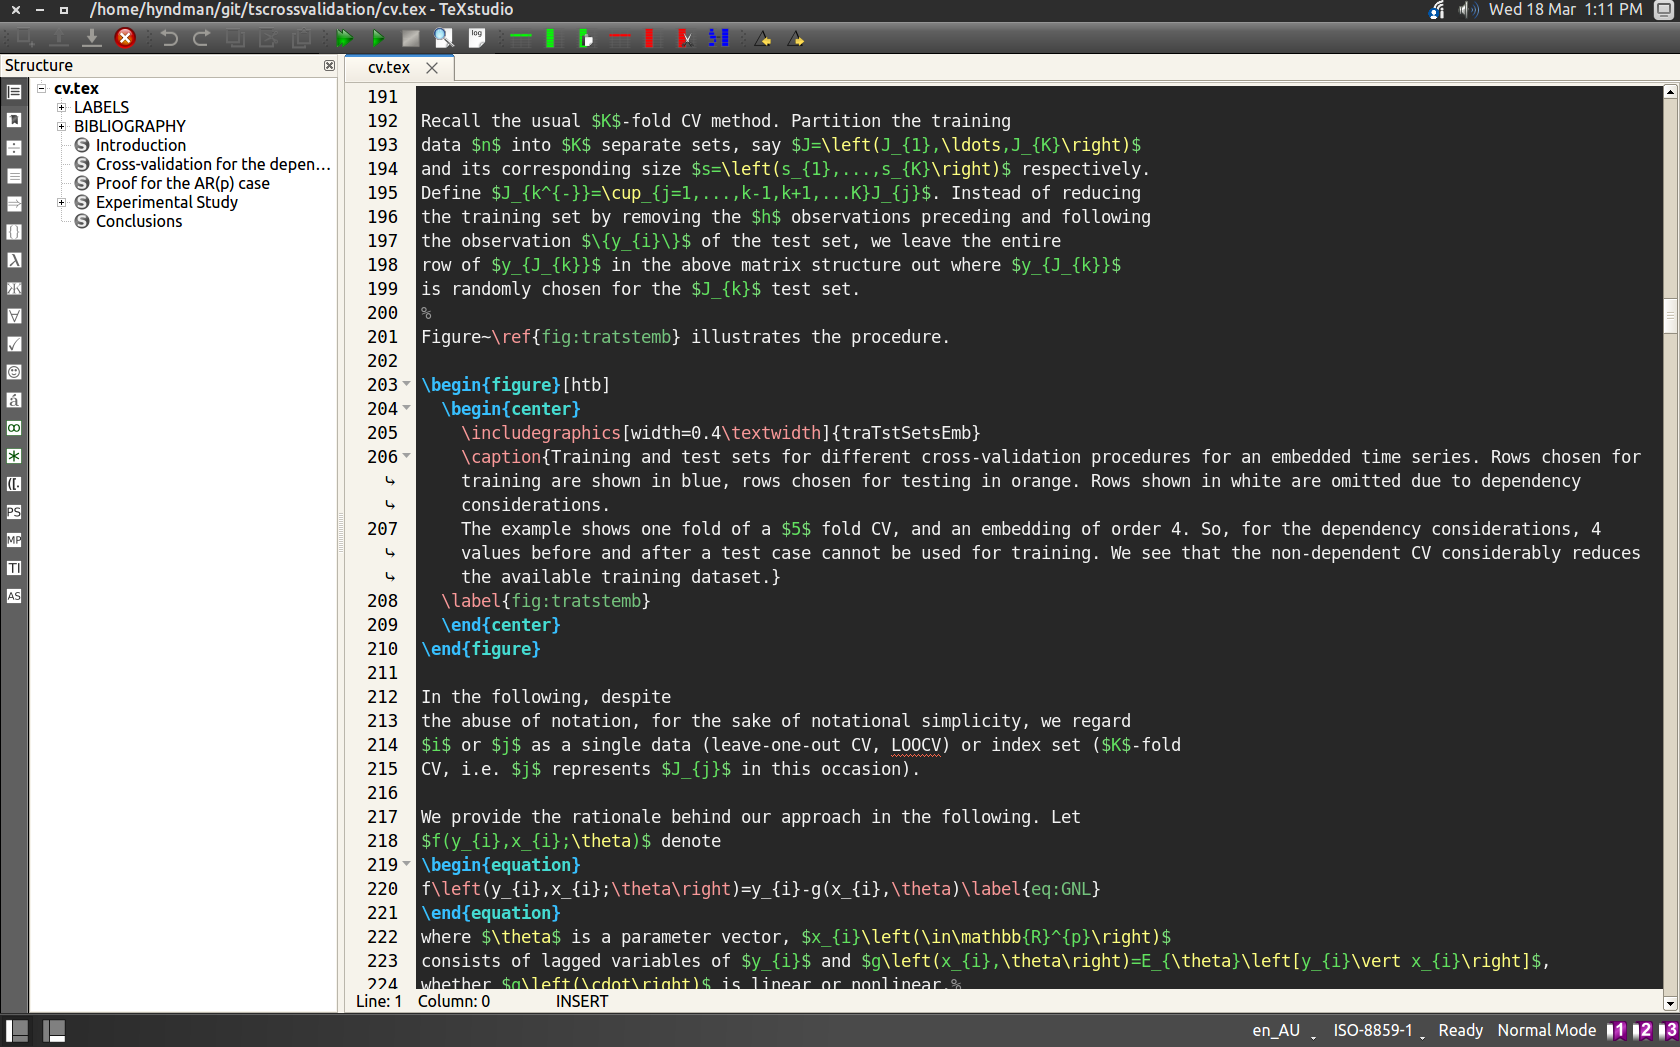 /home/hyndman/git/tscrossvalidation/cv.tex - TeXstudio
Wed 18 Mar 1:11 PM
log
Structure
cv.tex
LABELS
BIBLIOGRAPHY
Introduction
Cross-validation for the depen...
Proof for the AR(p) case
Experimental Study
Conclusions
PS
MP
TI
AS
cv.tex
191
192 Recall the usual $K$-fold CV method. Partition the training
193 data $n$ into $K$ separate sets, say $J=\left(J_{1},\ldots,J_{K}\right)$
194 and its corresponding size $s=\left(s_{1},...,s_{K}\right)$ respectively.
195 Define $J_{k^{-}}=\cup_{j=1,...,k-1,k+1,...K}J_{j}$. Instead of reducing
196 the training set by removing the $h$ observations preceding and following
197 the observation $\{y_{i}\}$ of the test set, we leave the entire
198 row of $y_{J_{k}}$ in the above matrix structure out where $y_{J_{k}}$
199 is randomly chosen for the $J_{k}$ test set.
200 %
201 Figure~\ref{fig:tratstemb} illustrates the procedure.
202
203 \begin{figure}[htb]
204 \begin{center}
205 \includegraphics[width=0.4\textwidth]{traTstSetsEmb}
206 \caption{Training and test sets for different cross-validation procedures for an embedded time series. Rows chosen for
training are shown in blue, rows chosen for testing in orange. Rows shown in white are omitted due to dependency
considerations.
207 The example shows one fold of a $5$ fold CV, and an embedding of order 4. So, for the dependency considerations, 4
values before and after a test case cannot be used for training. We see that the non-dependent CV considerably reduces
the available training dataset.}
208 \label{fig:tratstemb}
209 \end{center}
210 \end{figure}
211
212 In the following, despite
213 the abuse of notation, for the sake of notational simplicity, we regard
214 $i$ or $j$ as a single data (leave-one-out CV, LOOCV) or index set ($K$-fold
215 CV, i.e. $j$ represents $J_{j}$ in this occasion).
216
217 We provide the rationale behind our approach in the following. Let
218 $f(y_{i},x_{i};\theta)$ denote
219 \begin{equation}
220 f\left(y_{i},x_{i};\theta\right)=y_{i}-g(x_{i},\theta)\label{eq:GNL}
221 \end{equation}
222 where $\theta$ is a parameter vector, $x_{i}\left(\in\mathbb{R}^{p}\right)$
223 consists of lagged variables of $y_{i}$ and $g\left(x_{i},\theta\right)=E_{\theta}\left[y_{i}\vert x_{i}\right]$,
224 whether $g\left(\cdot\right)$ is linear or nonlinear.%
Line: 1 Column: 0 INSERT
en_AU ISO-8859-1 Ready Normal Mode 1 2 3